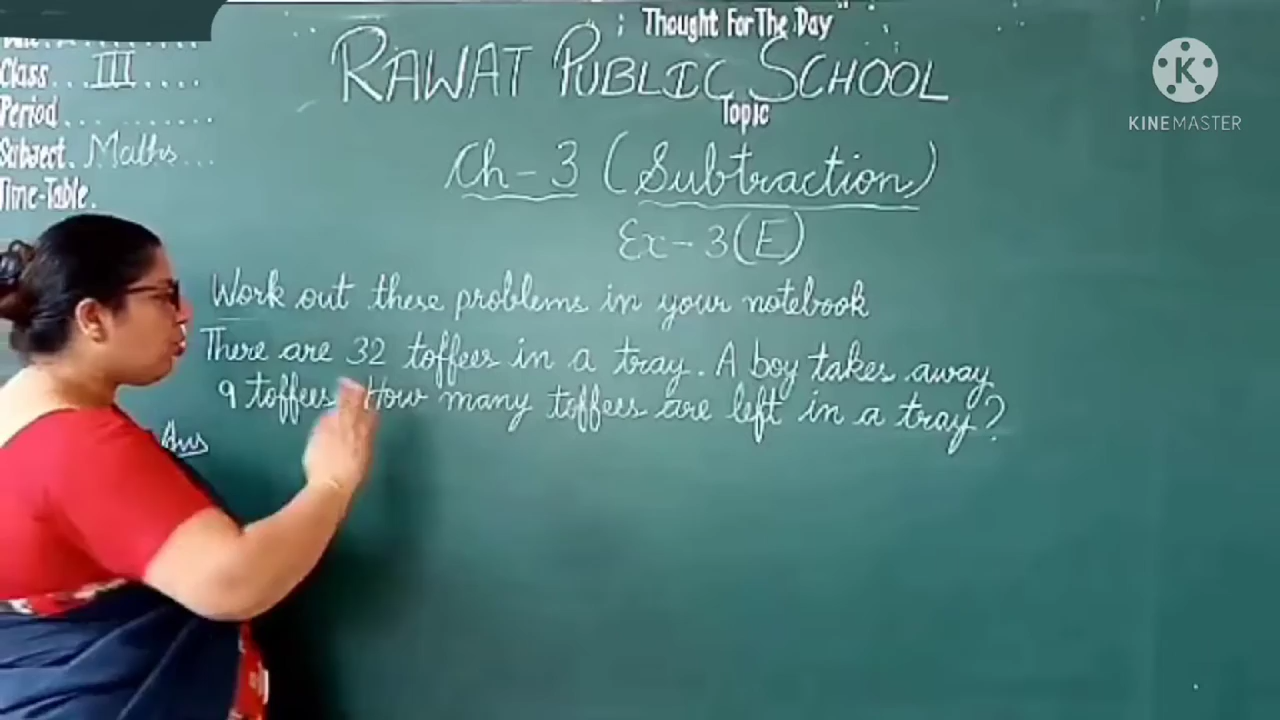 ; Thought For The Day"
RAWAT PUBLIC SCHOOL
Topic
Class...III....
Period.........
Subject. Maths...
Time-Table.
Ch-3 (Subtraction)
Ex-3(E)
Work out these problems in your notebook
There are 32 toffees in a tray. A boy takes away
9 toffees. How many toffees are left in a tray?
Ans
K
KINEMASTER